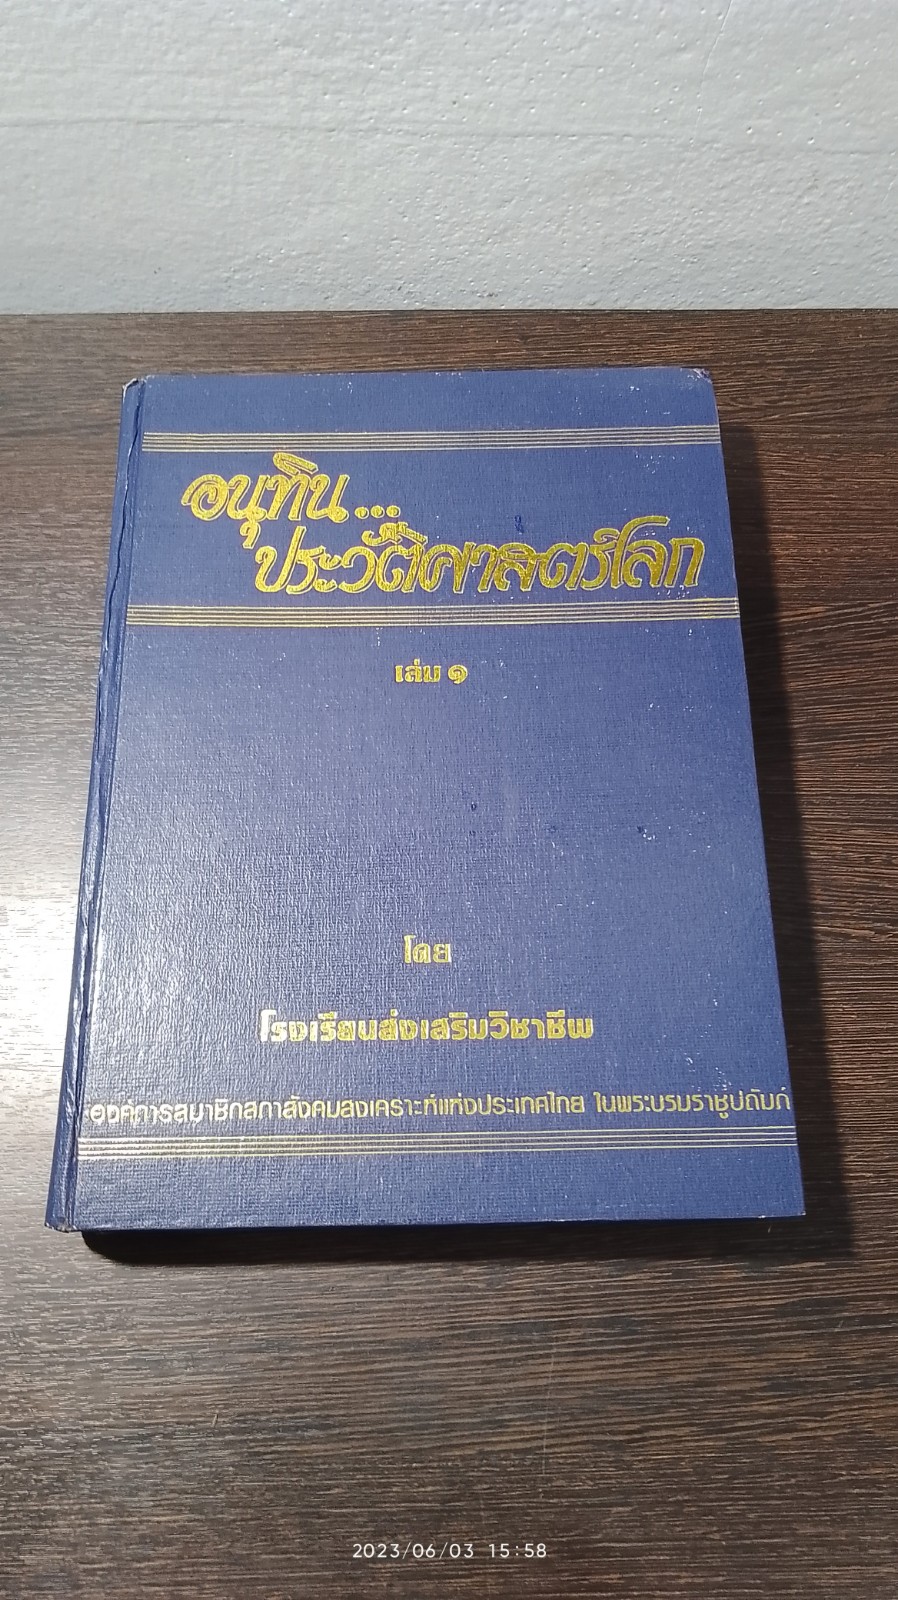 อนุทิน...
ประวัติศาสตร์โลก
เล่ม ๑
โดย
โรงเรียนส่งเสริมวิชาชีพ
องค์การสมาชิกสภาสังคมสงเคราะห์แห่งประเทศไทย ในพระบรมราชูปถัมภ์
2023/06/03 15:58